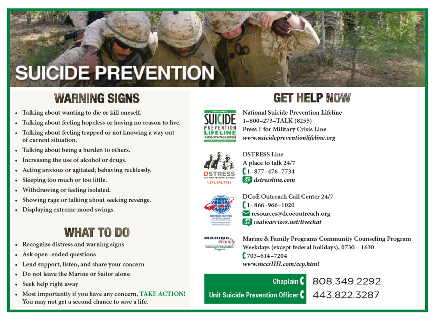 SUICIDE PREVENTION
WARNING SIGNS
• Talking about wanting to die or kill oneself.
• Talking about feeling hopeless or having no reason to live.
• Talking about feeling trapped or not knowing a way out
of current situation.
• Talking about being a burden to others.
• Increasing the use of alcohol or drugs.
• Acting anxious or agitated; behaving recklessly.
• Sleeping too much or too little.
• Withdrawing or feeling isolated.
• Showing rage or talking about seeking revenge.
• Displaying extreme mood swings.
WHAT TO DO
• Recognize distress and warning signs
• Ask open-ended questions
• Lend support, listen, and share your concern
• Do not leave the Marine or Sailor alone
• Seek help right away
• Most importantly if you have any concern, TAKE ACTION!
You may not get a second chance to save a life.
GET HELP NOW
SUICIDE
PREVENTION
LIFELINE
National Suicide Prevention Lifeline
1-800-273-TALK (8255)
Press 1 for Military Crisis Line
www.suicidepreventionlifeline.org
DSTRESS
DSTRESS Line
A place to talk 24/7
1-877-476-7734
dstressline.com
DCoE Outreach Call Center 24/7
1-866-966-1020
resources@dcoeoutreach.org
realwarriors.net/livechat
Marine & Family Programs Community Counseling Program
Weekdays (except federal holidays), 0730 - 1630
703-614-7204
Chaplain 808.349.2292
Unit Suicide Prevention Officer 443.822.3287